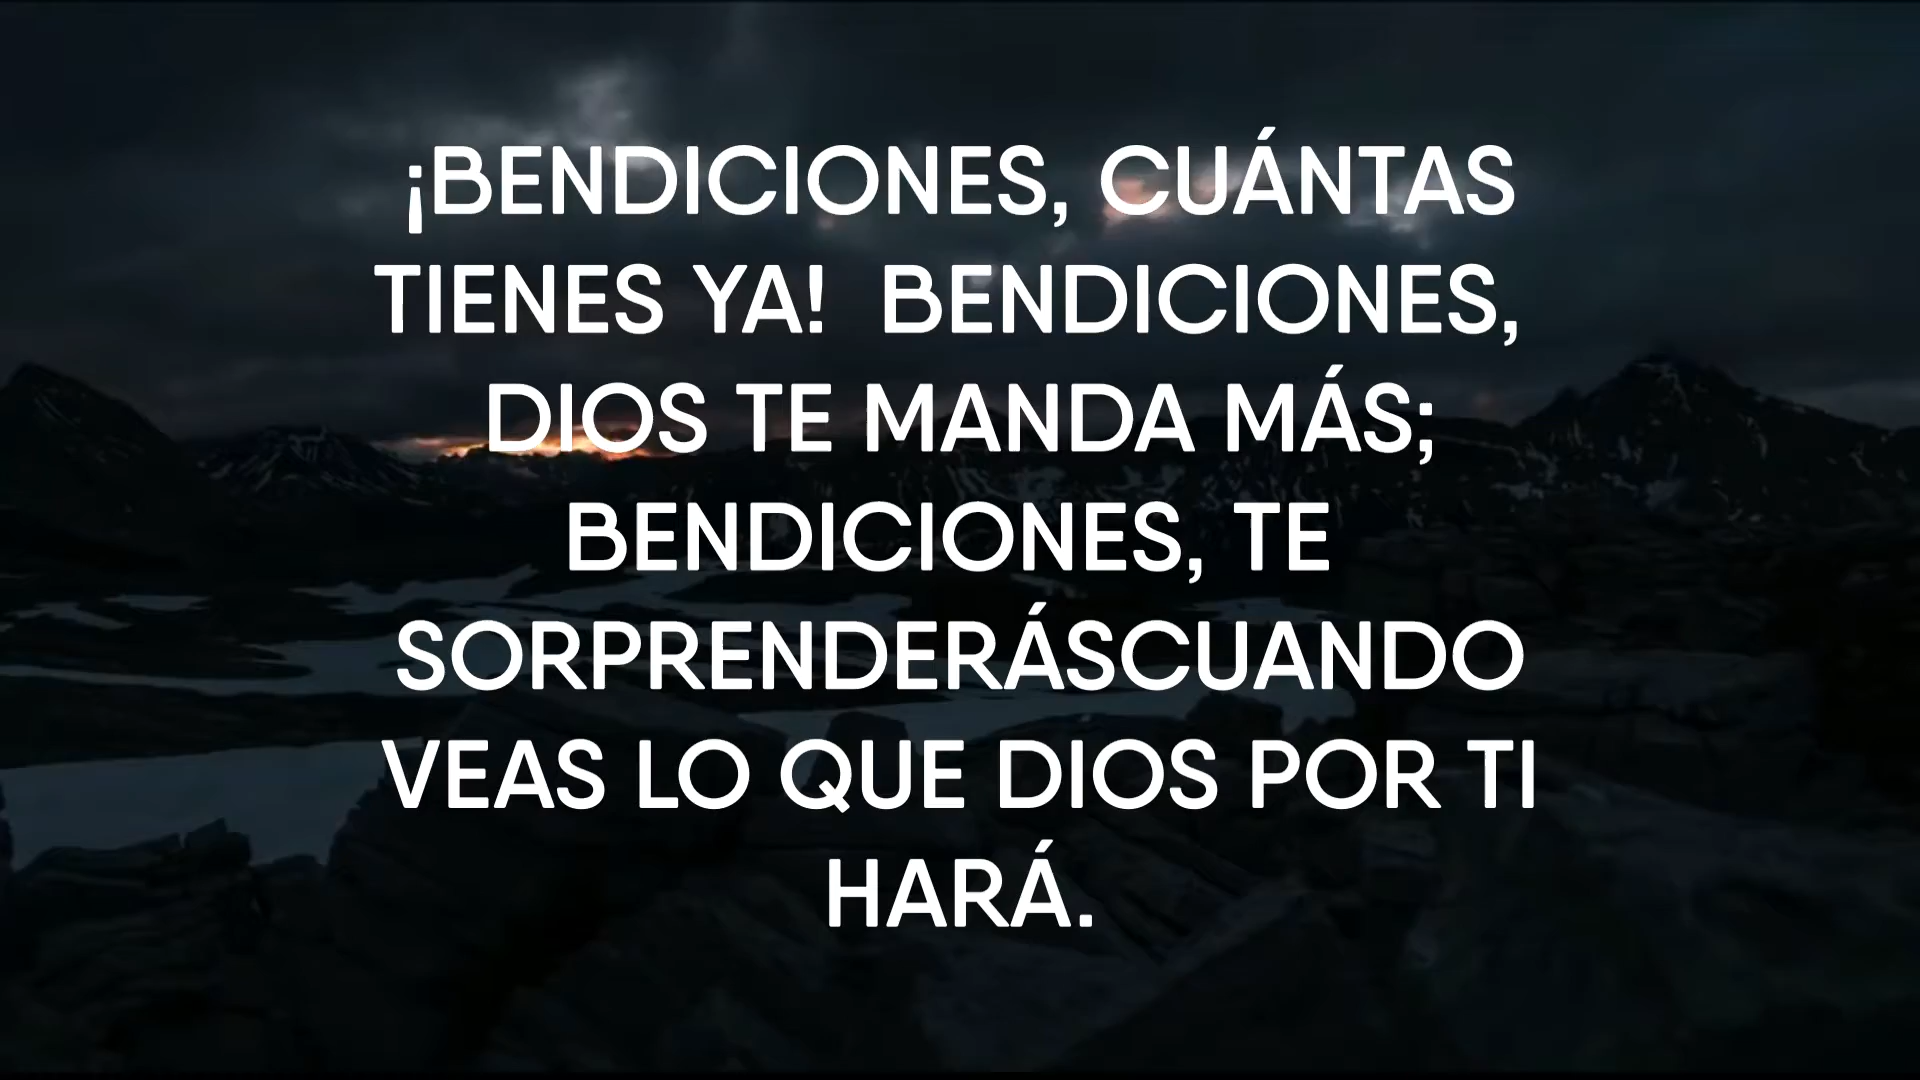 ¡BENDICIONES, CUÁNTAS
TIENES YA!  BENDICIONES,
DIOS TE MANDA MÁS;
BENDICIONES, TE
SORPRENDERÁSCUANDO
VEAS LO QUE DIOS POR TI
HARÁ.